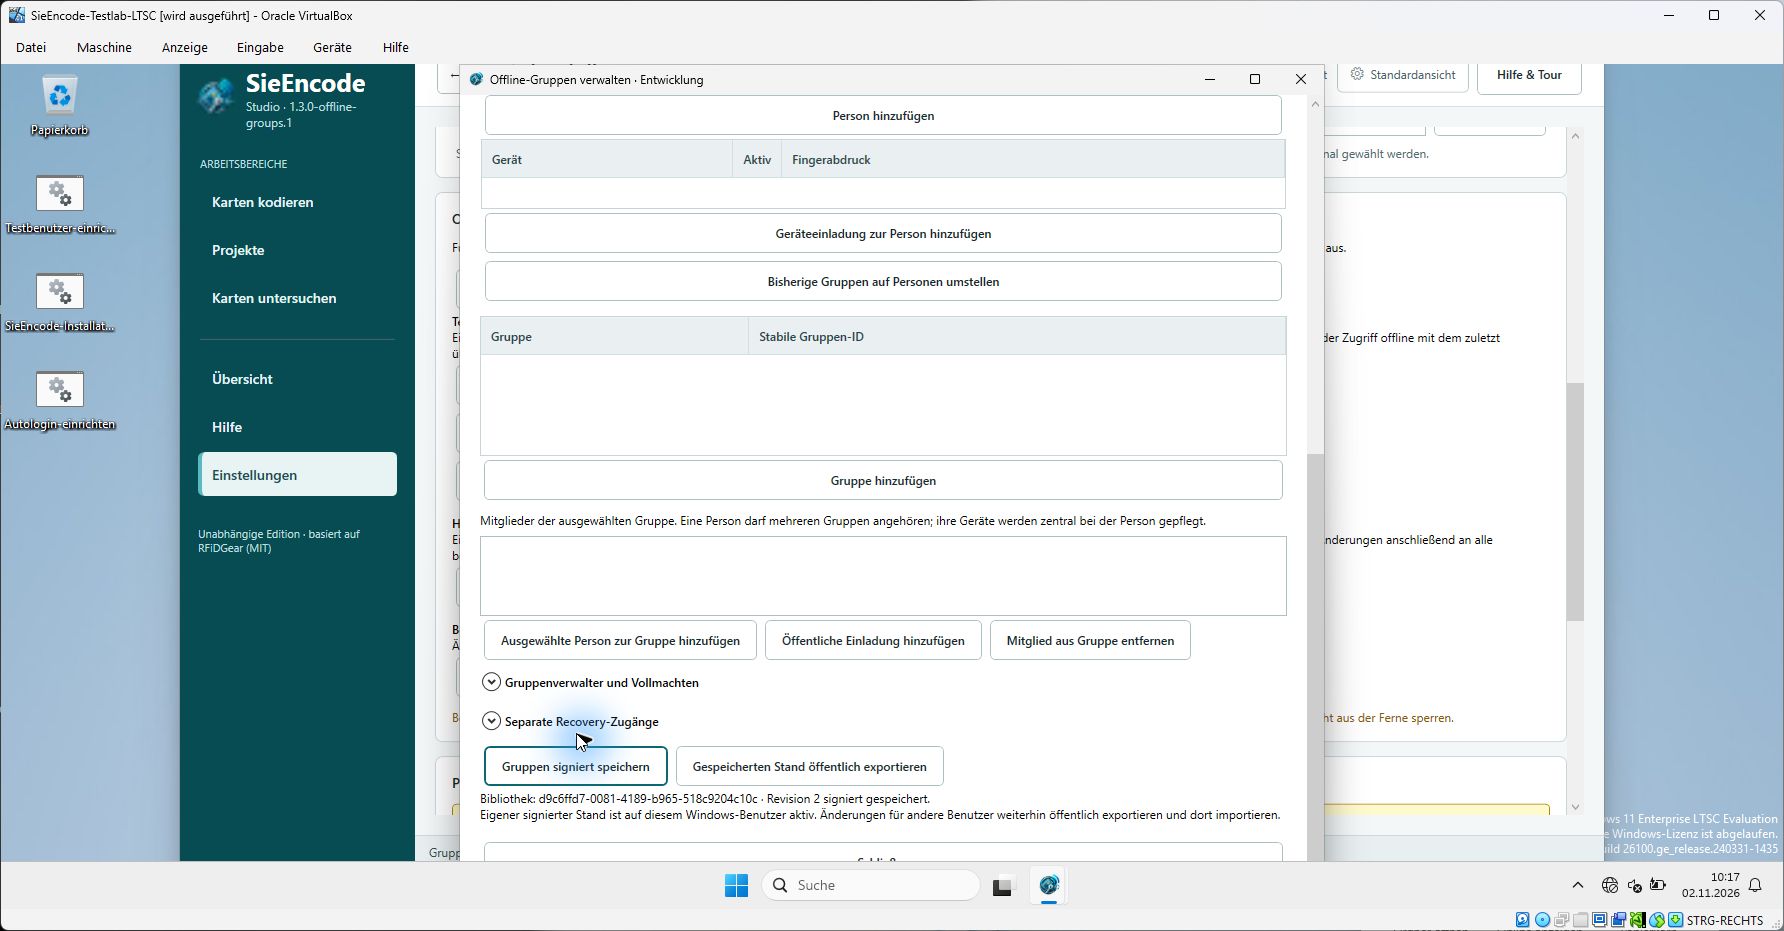 SieEncode-Testlab-LTSC [wird ausgeführt] - Oracle VirtualBox
Datei Maschine Anzeige Eingabe Geräte Hilfe
Papierkorb
Testbenutzer-einric...
SieEncode-Installat...
Autologin-einrichten
SieEncode
Studio · 1.3.0-offline-
groups.1
ARBEITSBEREICHE
Karten kodieren
Projekte
Karten untersuchen
Übersicht
Hilfe
Einstellungen
Unabhängige Edition · basiert auf
RFiDGear (MIT)
Standardansicht
Hilfe & Tour
nal gewählt werden.
aus.
der Zugriff offline mit dem zuletzt
nderungen anschließend an alle
ht aus der Ferne sperren.
Grupp
Offline-Gruppen verwalten · Entwicklung
Person hinzufügen
Gerät Aktiv Fingerabdruck
Geräteeinladung zur Person hinzufügen
Bisherige Gruppen auf Personen umstellen
Gruppe Stabile Gruppen-ID
Gruppe hinzufügen
Mitglieder der ausgewählten Gruppe. Eine Person darf mehreren Gruppen angehören; ihre Geräte werden zentral bei der Person gepflegt.
Ausgewählte Person zur Gruppe hinzufügen Öffentliche Einladung hinzufügen Mitglied aus Gruppe entfernen
Gruppenverwalter und Vollmachten
Separate Recovery-Zugänge
Gruppen signiert speichern Gespeicherten Stand öffentlich exportieren
Bibliothek: d9c6ffd7-0081-4189-b965-518c9204c10c · Revision 2 signiert gespeichert.
Eigener signierter Stand ist auf diesem Windows-Benutzer aktiv. Änderungen für andere Benutzer weiterhin öffentlich exportieren und dort importieren.
ws 11 Enterprise LTSC Evaluation
e Windows-Lizenz ist abgelaufen.
uild 26100.ge_release.240331-1435
Suche
10:17
02.11.2026
STRG-RECHTS